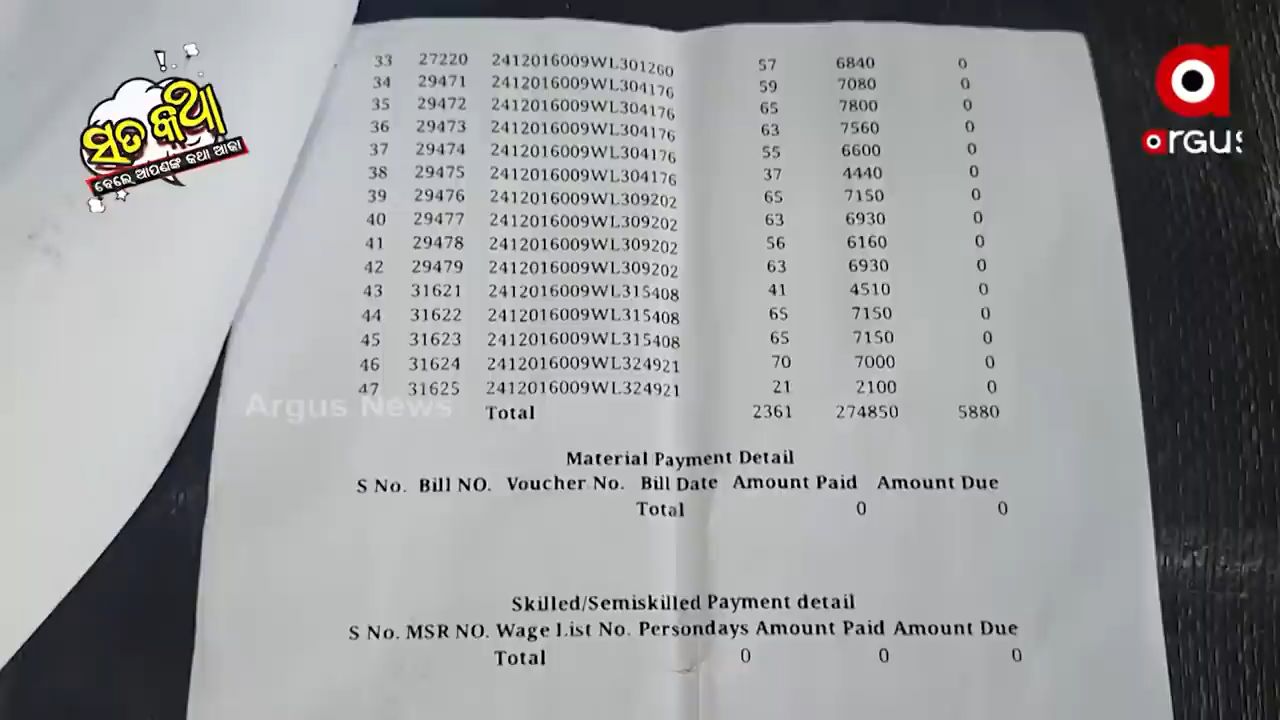 ସତ କଥା
ବେଲେ ଆପଣଙ୍କ କଥା ଆଜ୍ଞା
argus
33 27220 2412016009WL301260 57 6840 0
34 29471 2412016009WL304176 59 7080 0
35 29472 2412016009WL304176 65 7800 0
36 29473 2412016009WL304176 63 7560 0
37 29474 2412016009WL304176 55 6600 0
38 29475 2412016009WL304176 37 4440 0
39 29476 2412016009WL309202 65 7150 0
40 29477 2412016009WL309202 63 6930 0
41 29478 2412016009WL309202 56 6160 0
42 29479 2412016009WL309202 63 6930 0
43 31621 2412016009WL315408 41 4510 0
44 31622 2412016009WL315408 65 7150 0
45 31623 2412016009WL315408 65 7150 0
46 31624 2412016009WL324921 70 7000 0
47 31625 2412016009WL324921 21 2100 0
Argus News
Total 2361 274850 5880
Material Payment Detail
S No. Bill NO. Voucher No. Bill Date Amount Paid Amount Due
Total 0 0
Skilled/Semiskilled Payment detail
S No. MSR NO. Wage List No. Persondays Amount Paid Amount Due
Total 0 0 0